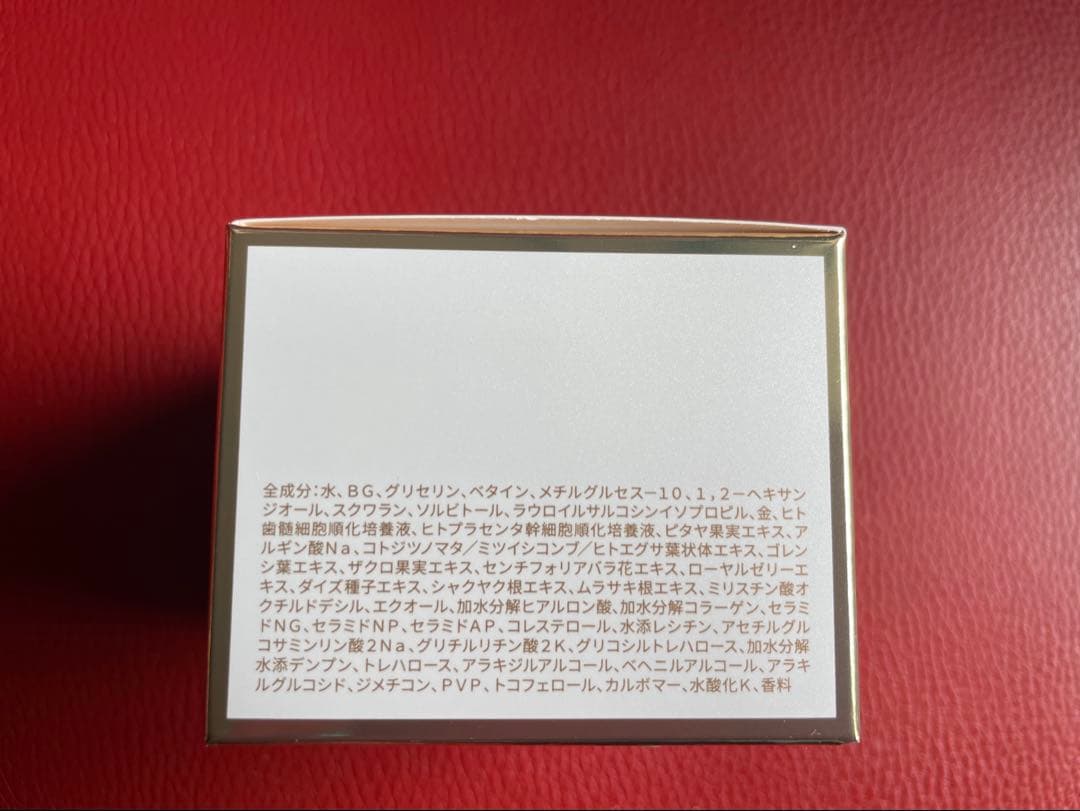 全成分：水、ＢＧ、グリセリン、ベタイン、メチルグルセス－１０、１，２－ヘキサン
ジオール、スクワラン、ソルビトール、ラウロイルサルコシンイソプロピル、金、ヒト
歯髄細胞順化培養液、ヒトプラセンタ幹細胞順化培養液、ピタヤ果実エキス、ア
ルギン酸Ｎａ、コトジツノマタ／ミツイシコンブ／ヒトエグサ葉状体エキス、ゴレン
シ葉エキス、ザクロ果実エキス、センチフォリアバラ花エキス、ローヤルゼリーエ
キス、ダイズ種子エキス、シャクヤク根エキス、ムラサキ根エキス、ミリスチン酸オ
クチルドデシル、エクオール、加水分解ヒアルロン酸、加水分解コラーゲン、セラミ
ドＮＧ、セラミドＮＰ、セラミドＡＰ、コレステロール、水添レシチン、アセチルグル
コサミンリン酸２Ｎａ、グリチルリチン酸２Ｋ、グリコシルトレハロース、加水分解
水添デンプン、トレハロース、アラキジルアルコール、ベヘニルアルコール、アラキ
ルグルコシド、ジメチコン、ＰＶＰ、トコフェロール、カルボマー、水酸化Ｋ、香料